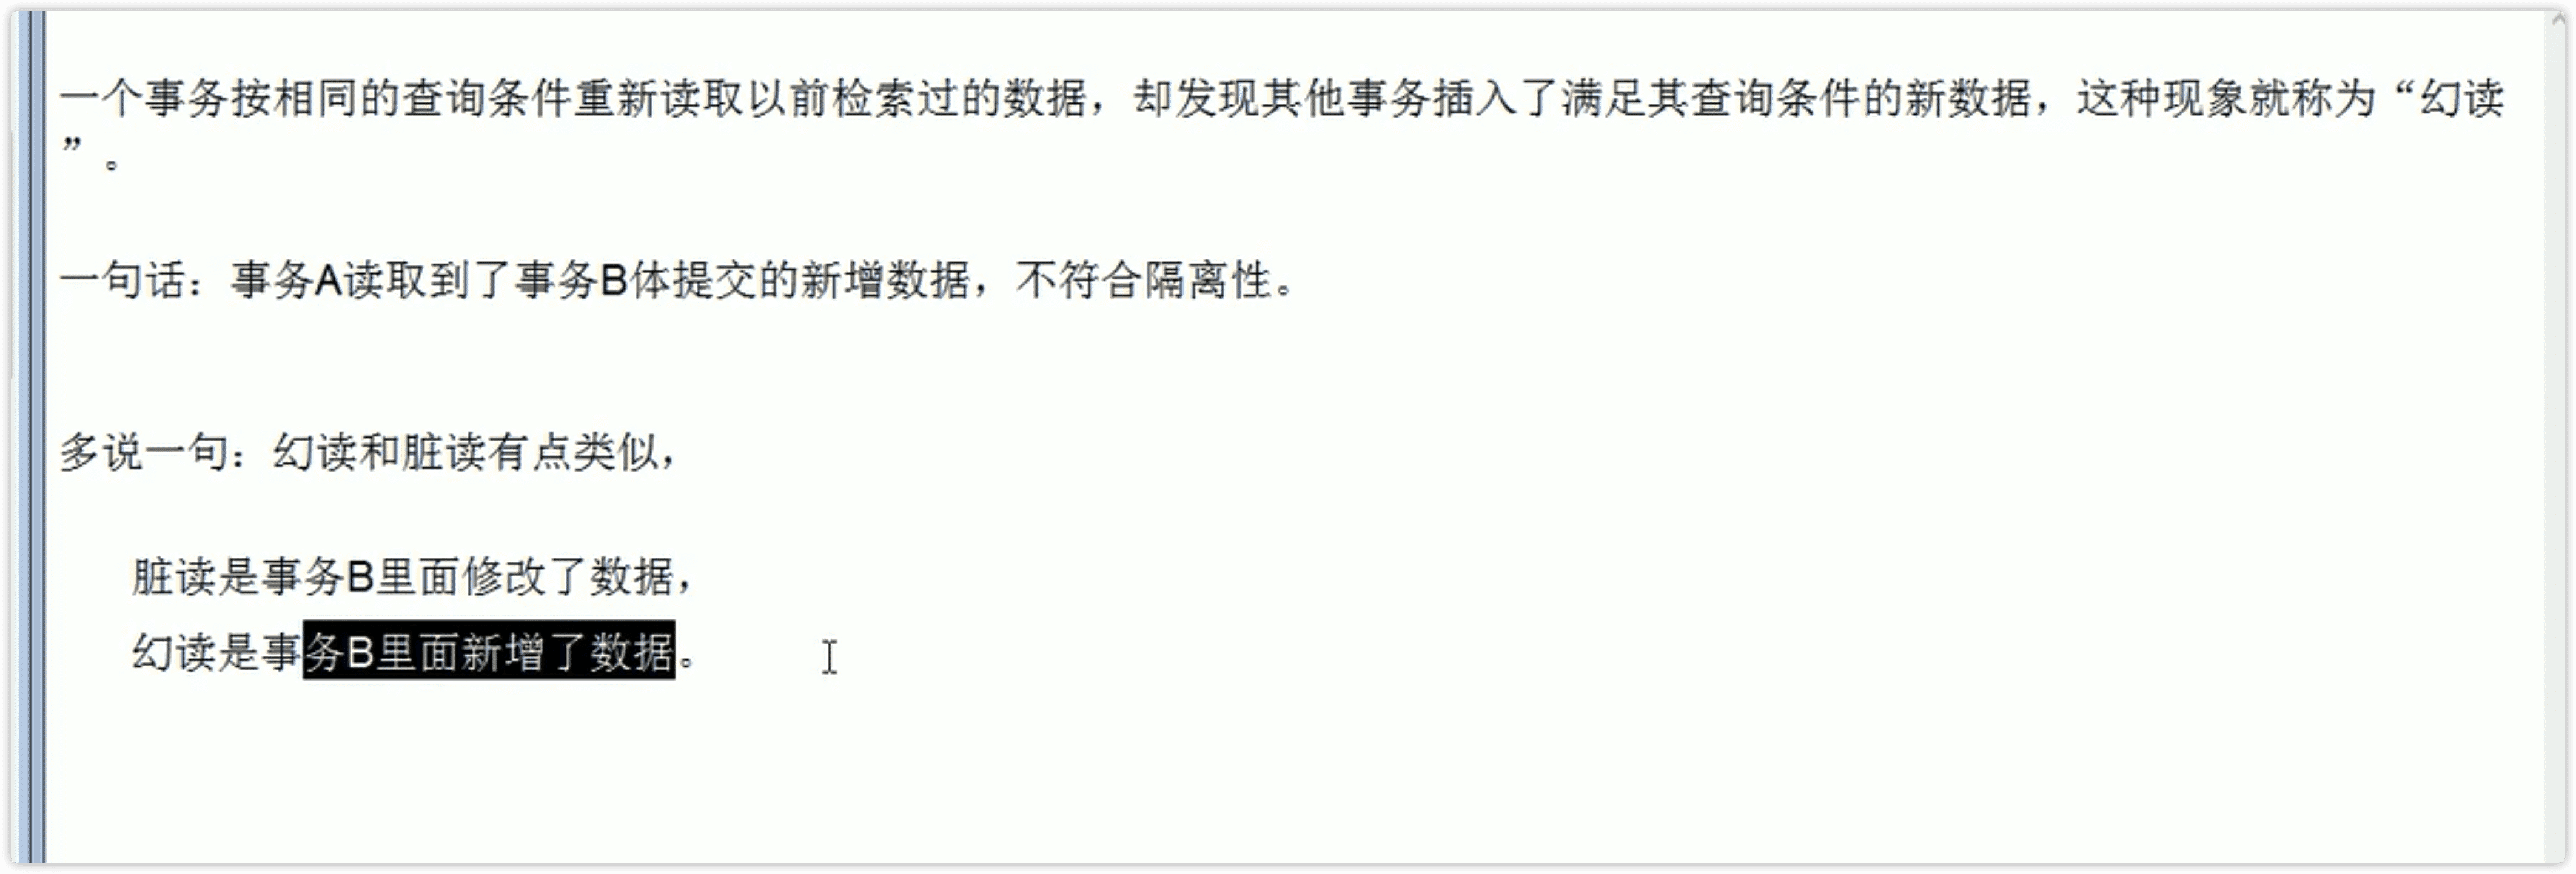 一个事务按相同的查询条件重新读取以前检索过的数据，却发现其他事务插入了满足其查询条件的新数据，这种现象就称为“幻读
”。
一句话：事务A读取到了事务B体提交的新增数据，不符合隔离性。
多说一句：幻读和脏读有点类似，
脏读是事务B里面修改了数据，
幻读是事务B里面新增了数据。